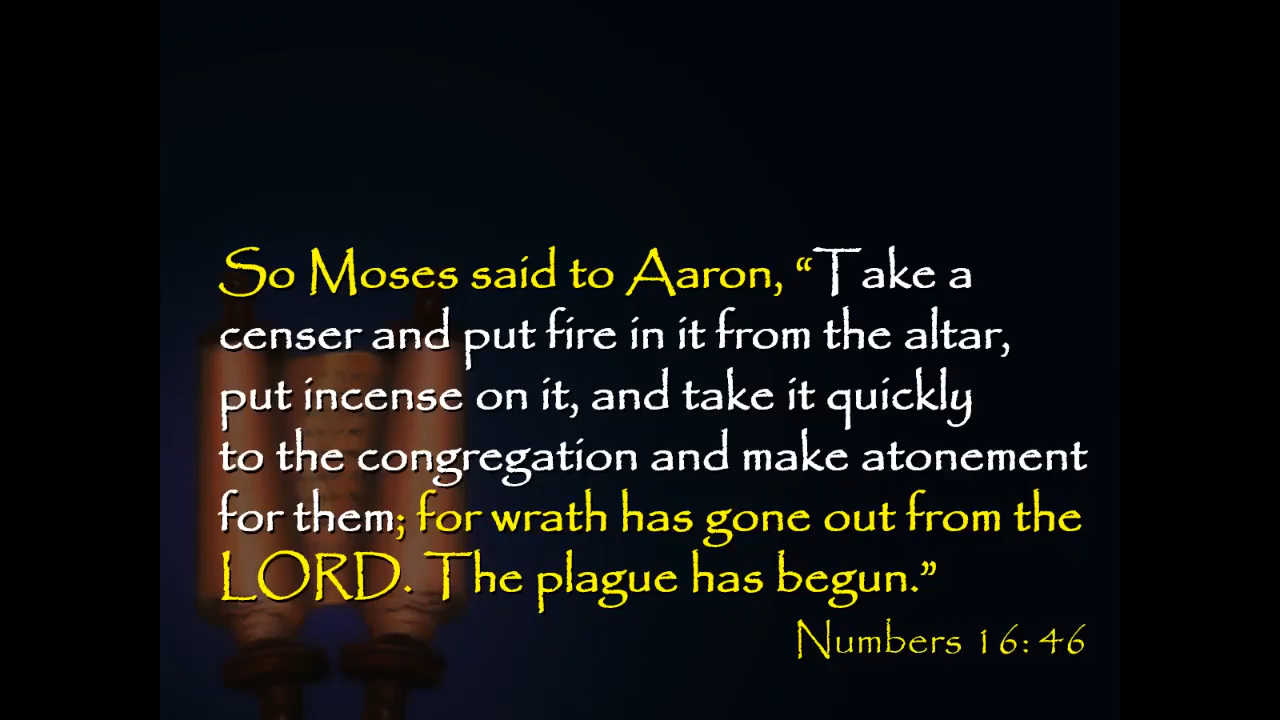 So Moses said to Aaron, “Take a
censer and put fire in it from the altar,
put incense on it, and take it quickly
to the congregation and make atonement
for them; for wrath has gone out from the
LORD. The plague has begun.”
Numbers 16:46